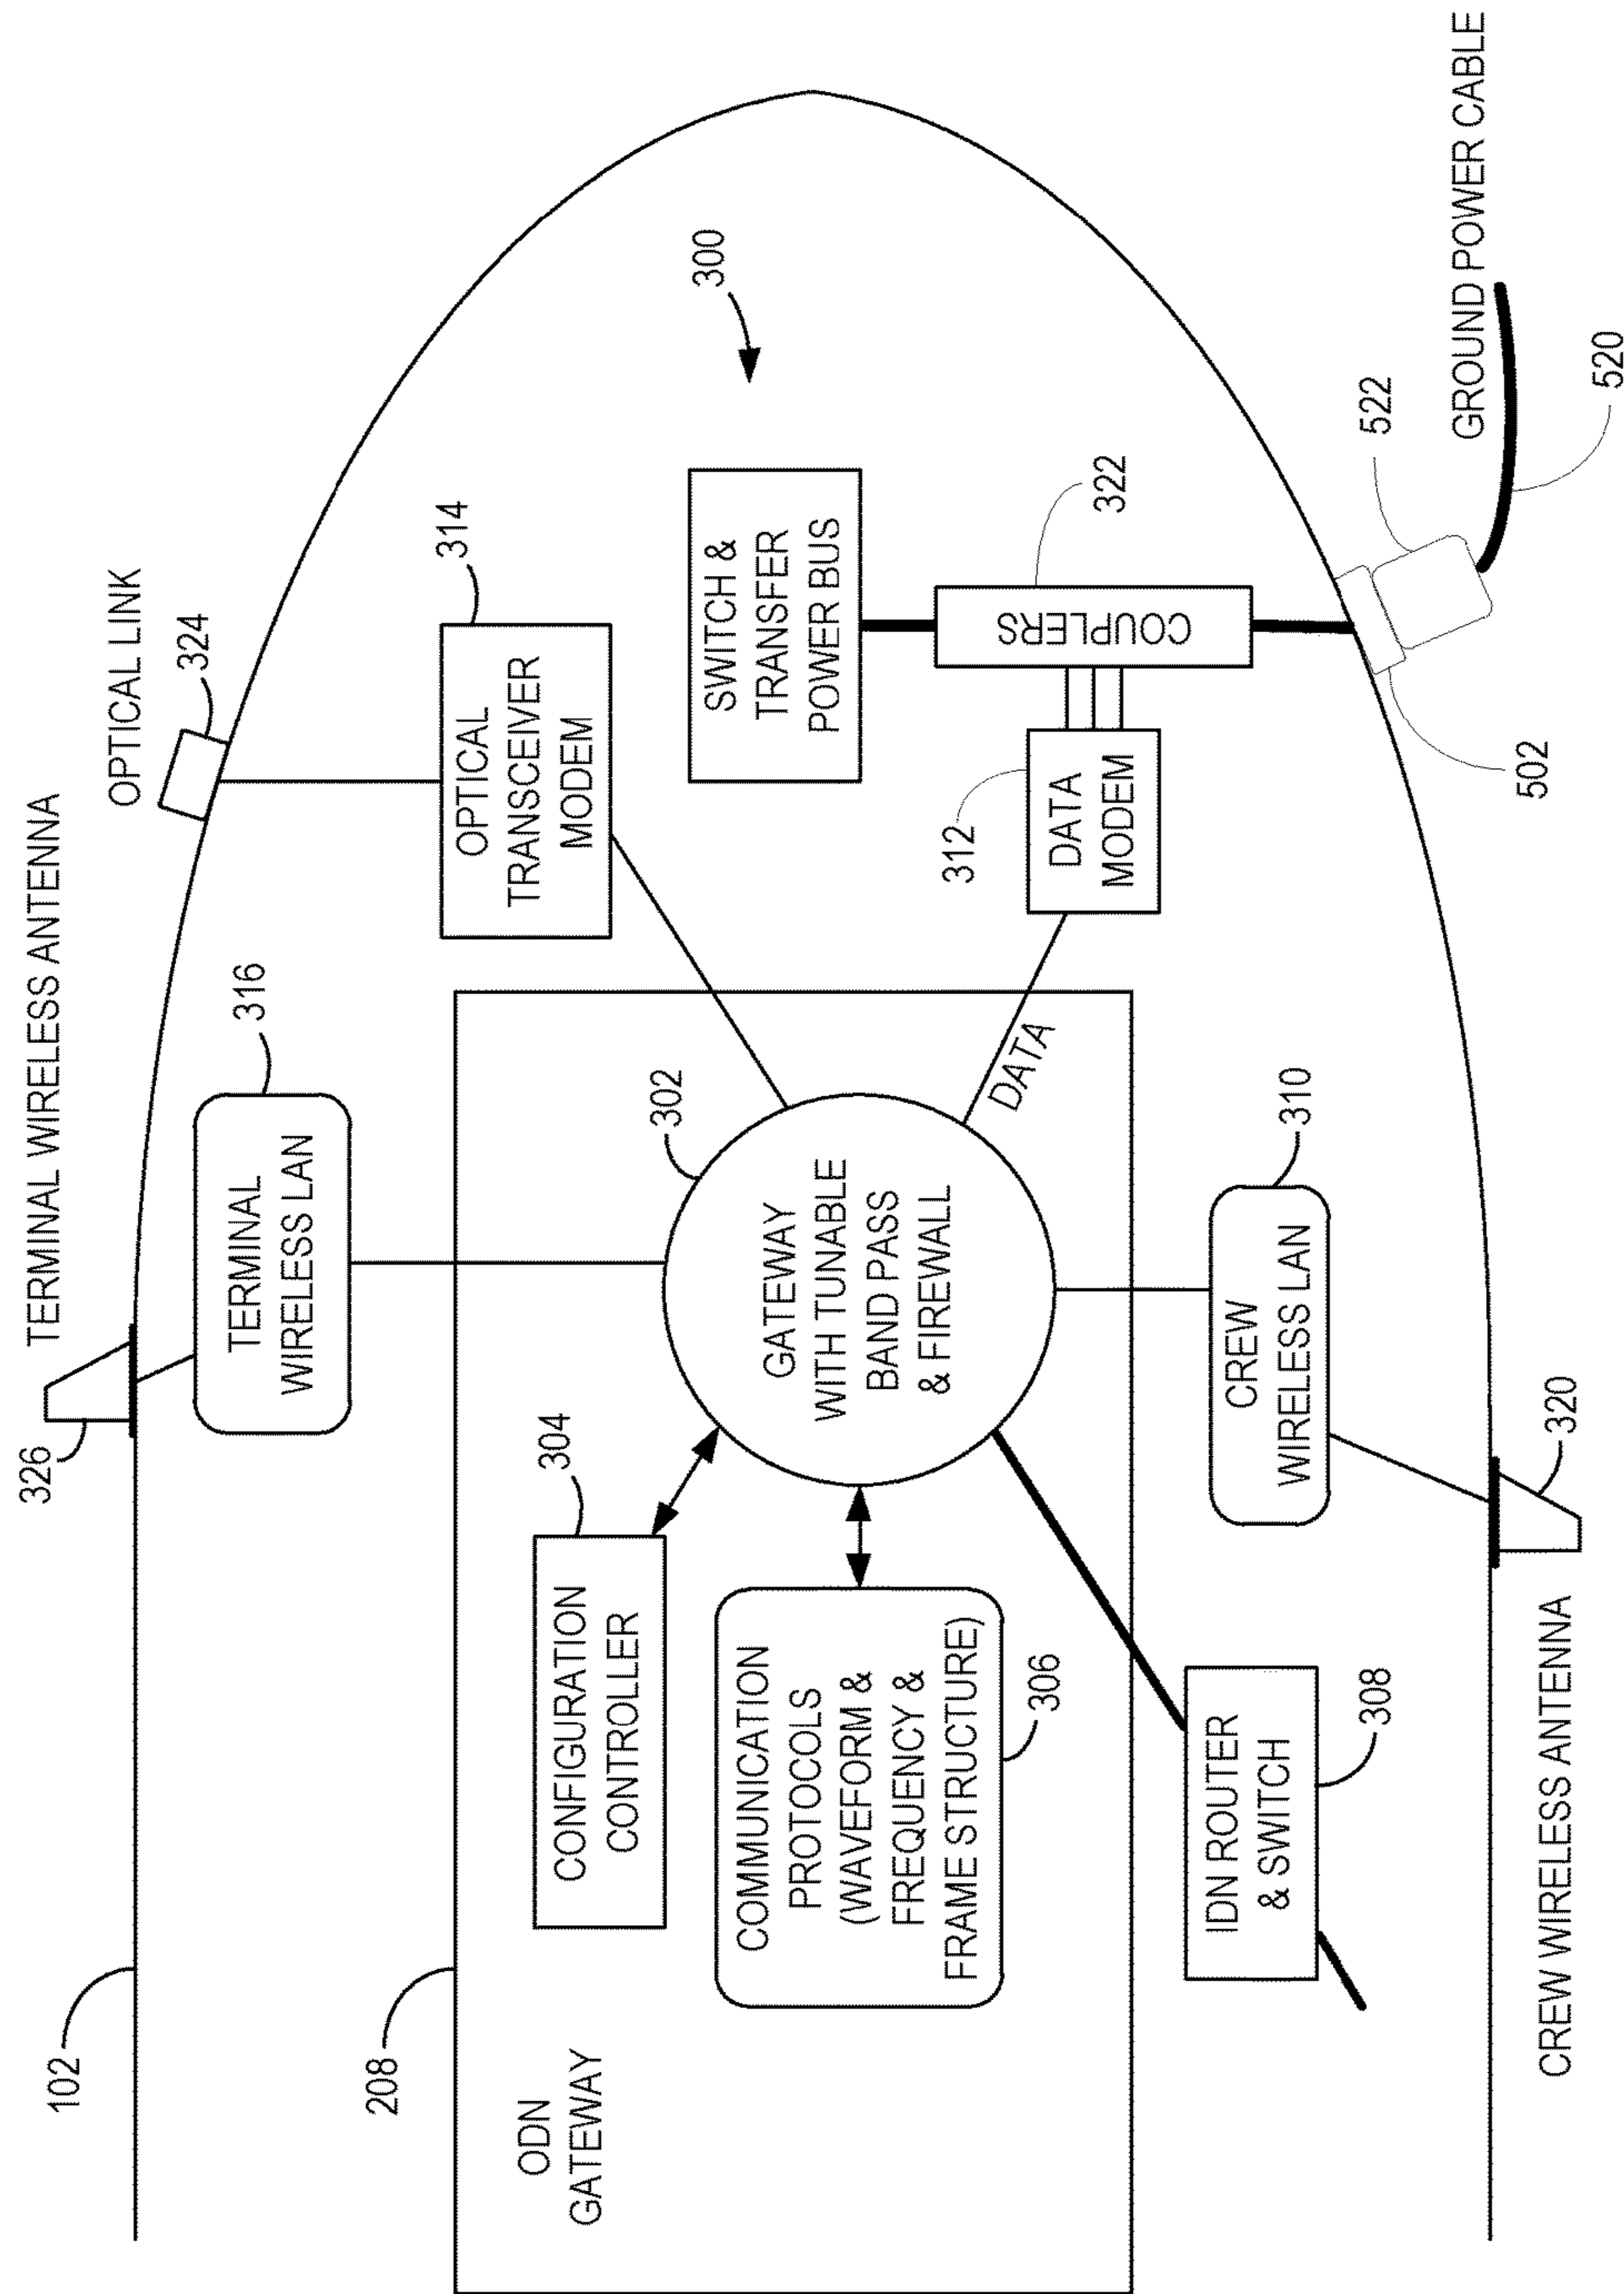 TERMINAL WIRELESS ANTENNA
326
OPTICAL LINK
324
102
316
TERMINAL
WIRELESS LAN
314
OPTICAL
TRANSCEIVER
MODEM
208
ODN
GATEWAY
304
CONFIGURATION
CONTROLLER
302
GATEWAY
WITH TUNABLE
BAND PASS
& FIREWALL
COMMUNICATION
PROTOCOLS
(WAVEFORM &
FREQUENCY &
FRAME STRUCTURE)
306
300
SWITCH &
TRANSFER
POWER BUS
322
COUPLERS
312
DATA
MODEM
DATA
IDN ROUTER
& SWITCH
308
310
CREW
WIRELESS LAN
320
CREW WIRELESS ANTENNA
522
502
GROUND POWER CABLE
520